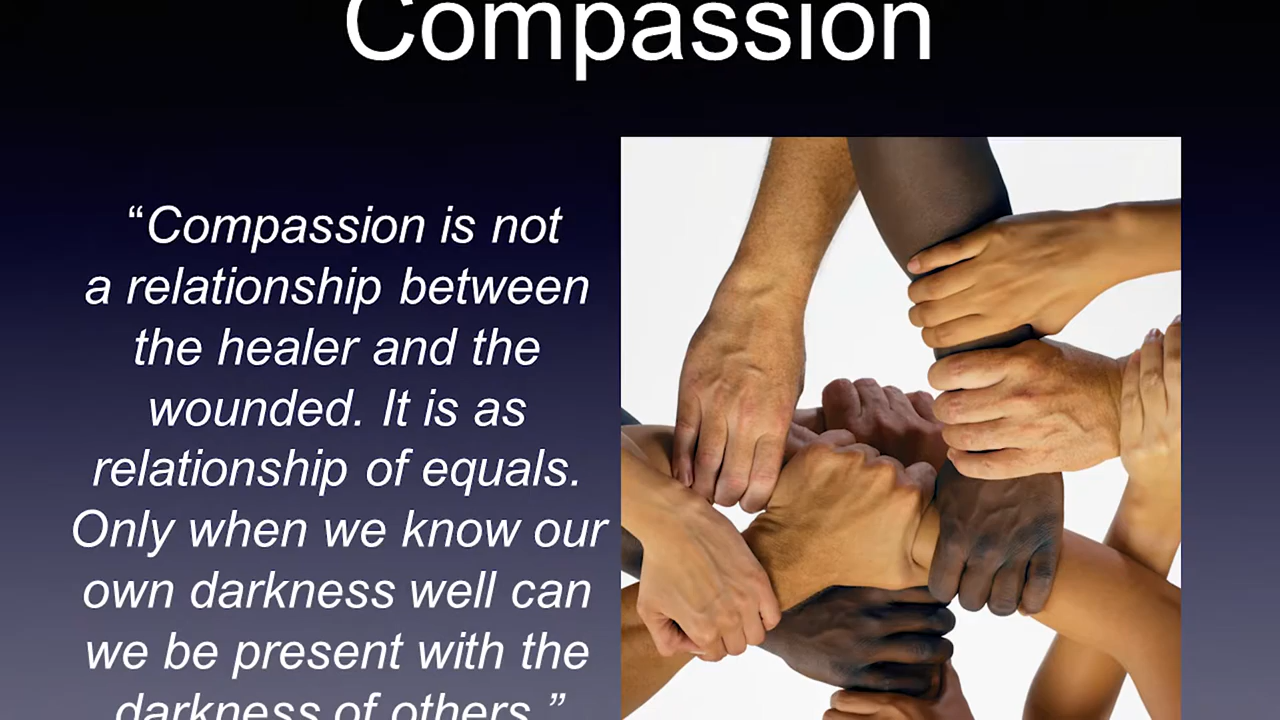 Compassion
“Compassion is not
a relationship between
the healer and the
wounded. It is as
relationship of equals.
Only when we know our
own darkness well can
we be present with the
darkness of others.”